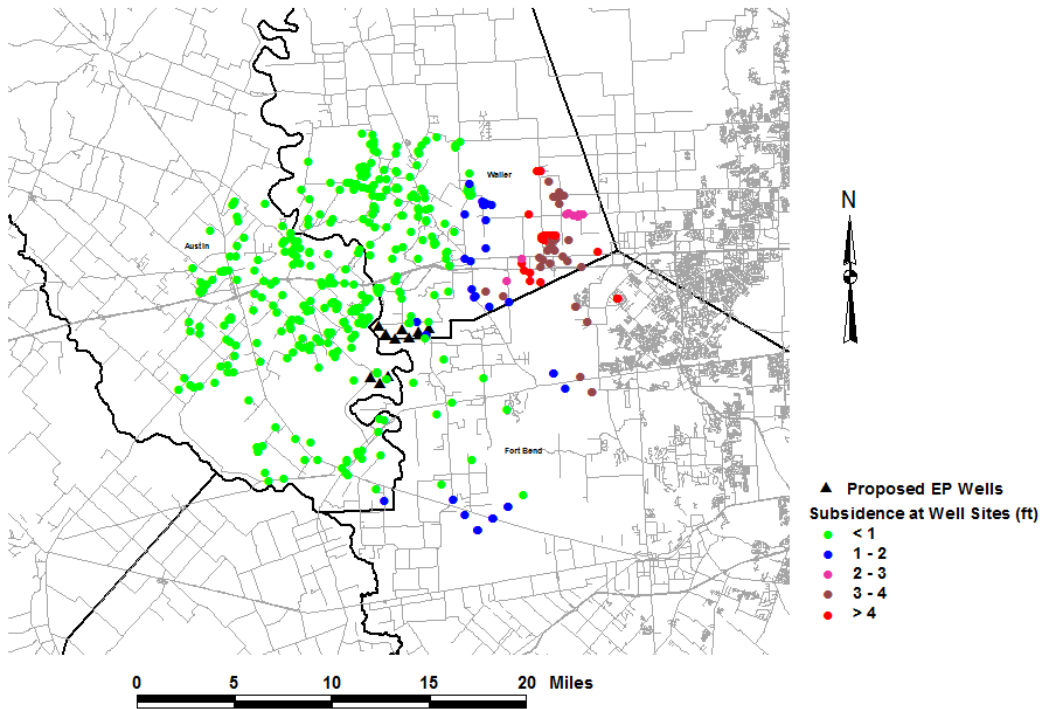 Waller
Austin
Fort Bend
N
Proposed EP Wells
Subsidence at Well Sites (ft)
< 1
1 - 2
2 - 3
3 - 4
> 4
0 5 10 15 20 Miles